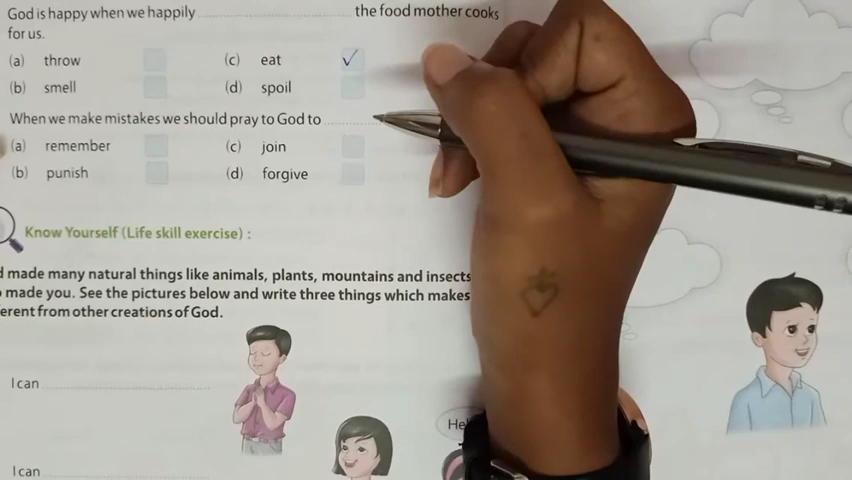 God is happy when we happily .............................. the food mother cooks
for us.
(a) throw (c) eat ✓
(b) smell (d) spoil
When we make mistakes we should pray to God to ............
(a) remember (c) join
(b) punish (d) forgive
Know Yourself (Life skill exercise) :
made many natural things like animals, plants, mountains and insects
made you. See the pictures below and write three things which makes
from other creations of God.
I can ..............................
I can ..............................